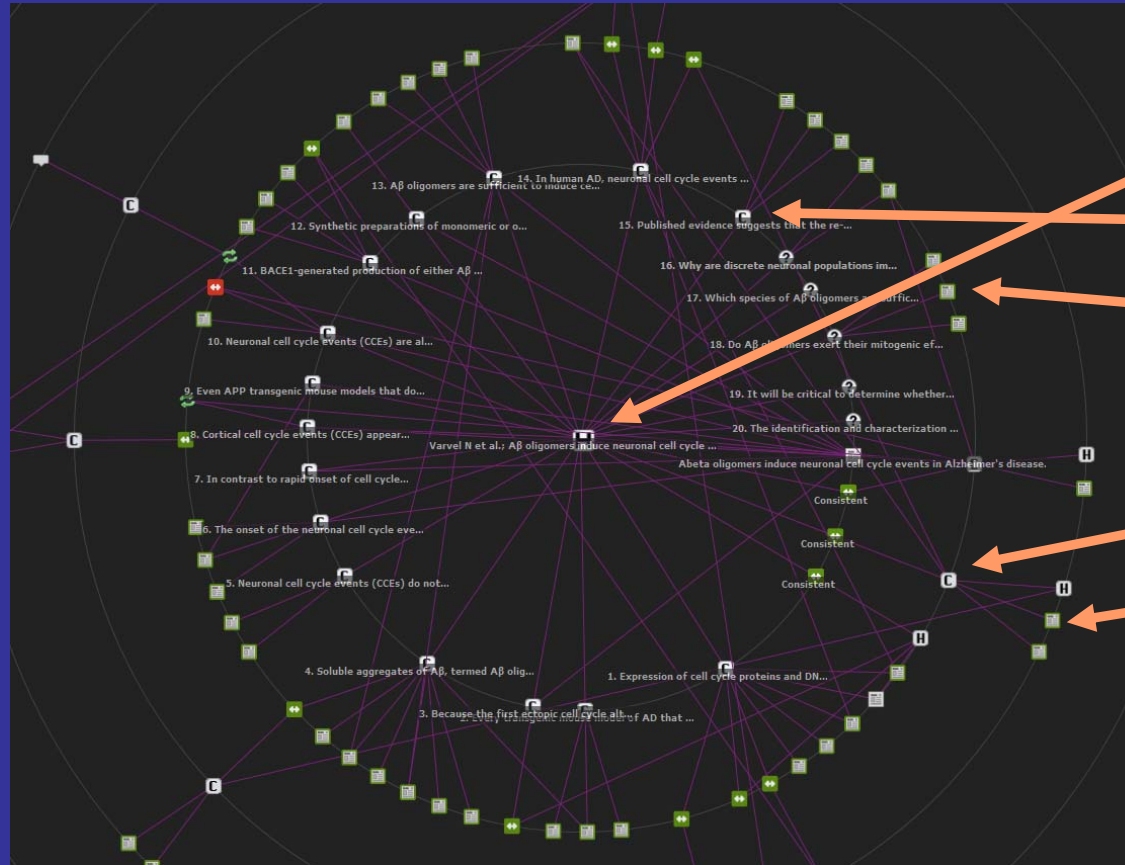 14. In human AD, neuronal cell cycle events ...
13. Aβ oligomers are sufficient to induce ce...
12. Synthetic preparations of monomeric or o...
15. Published evidence suggests that the re-...
11. BACE1-generated production of either Aβ ...
16. Why are discrete neuronal populations im...
17. Which species of Aβ oligomers are suffic...
10. Neuronal cell cycle events (CCEs) are al...
18. Do Aβ oligomers exert their mitogenic ef...
9. Even APP transgenic mouse models that do...
19. It will be critical to determine whether...
8. Cortical cell cycle events (CCEs) appear...
20. The identification and characterization ...
Varvel N et al.; Aβ oligomers induce neuronal cell cycle ...
Abeta oligomers induce neuronal cell cycle events in Alzheimer's disease.
7. In contrast to rapid onset of cell cycle...
Consistent
6. The onset of the neuronal cell cycle eve...
Consistent
5. Neuronal cell cycle events (CCEs) do not...
Consistent
4. Soluble aggregates of Aβ, termed Aβ olig...
1. Expression of cell cycle proteins and DN...
3. Because the first ectopic cell cycle alt...
2. Every transgenic mouse model of AD that ...